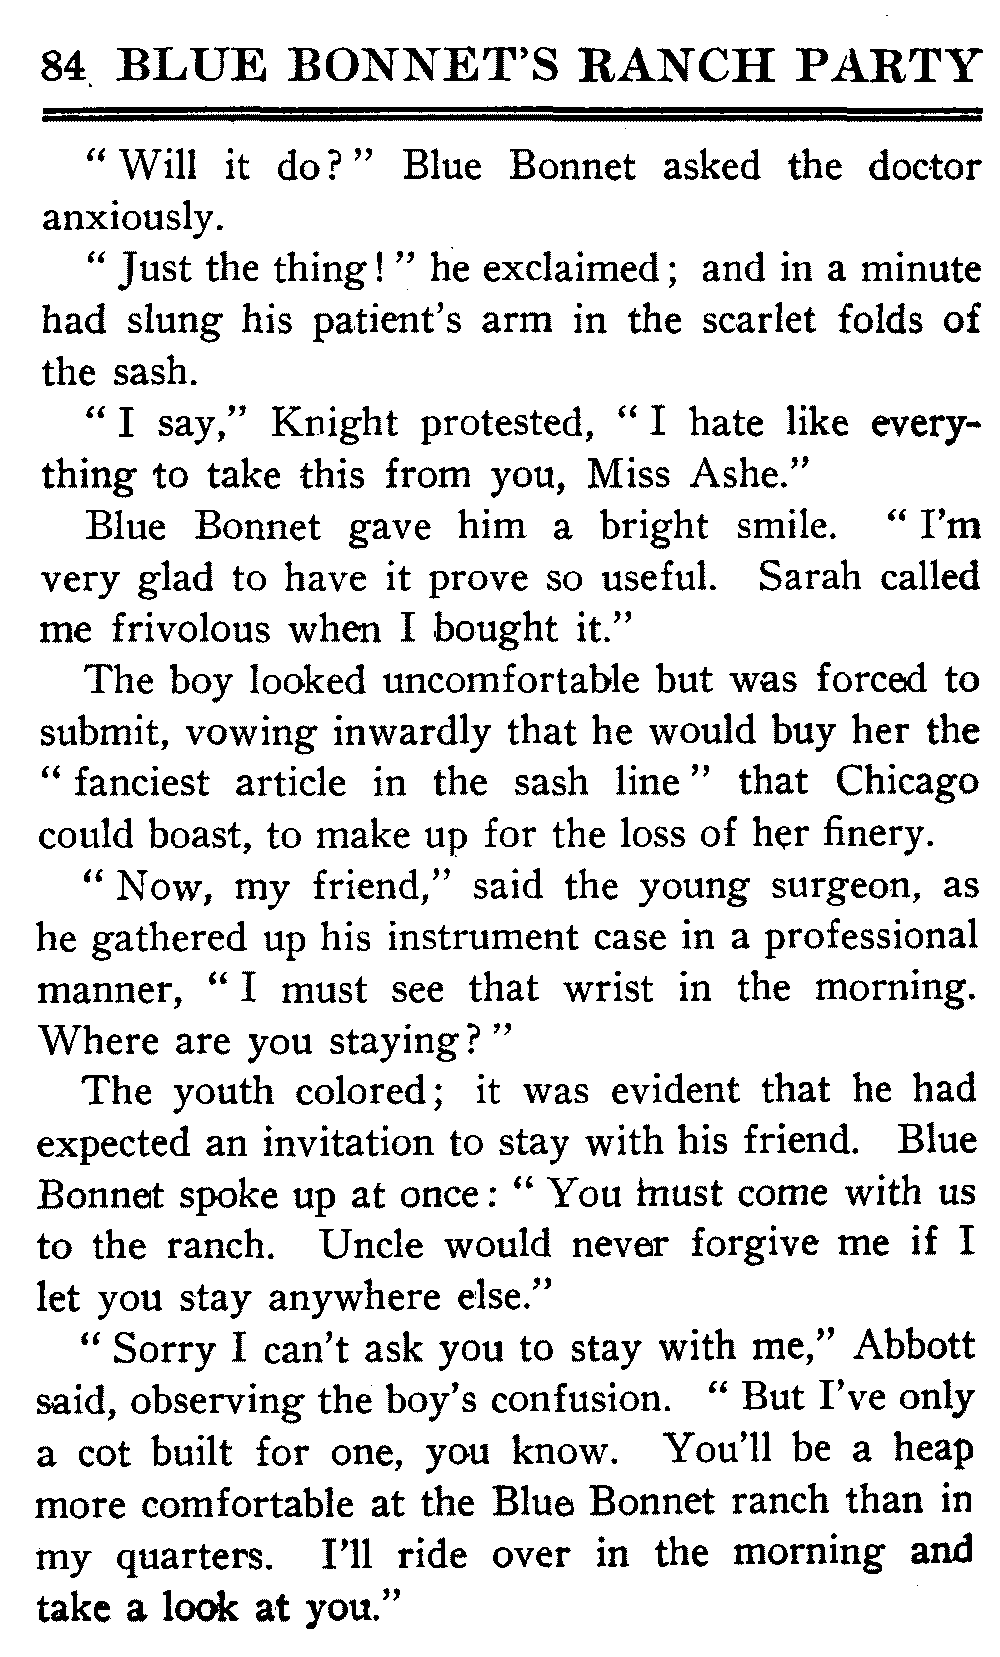 84 BLUE BONNET'S RANCH PARTY
" Will it do? " Blue Bonnet asked the doctor
anxiously.
" Just the thing! " he exclaimed; and in a minute
had slung his patient's arm in the scarlet folds of
the sash.
" I say," Knight protested, " I hate like every-
thing to take this from you, Miss Ashe."
Blue Bonnet gave him a bright smile. " I'm
very glad to have it prove so useful. Sarah called
me frivolous when I bought it."
The boy looked uncomfortable but was forced to
submit, vowing inwardly that he would buy her the
" fanciest article in the sash line " that Chicago
could boast, to make up for the loss of her finery.
" Now, my friend," said the young surgeon, as
he gathered up his instrument case in a professional
manner, " I must see that wrist in the morning.
Where are you staying? "
The youth colored; it was evident that he had
expected an invitation to stay with his friend. Blue
Bonnet spoke up at once: " You must come with us
to the ranch. Uncle would never forgive me if I
let you stay anywhere else."
" Sorry I can't ask you to stay with me," Abbott
said, observing the boy's confusion. " But I've only
a cot built for one, you know. You'll be a heap
more comfortable at the Blue Bonnet ranch than in
my quarters. I'll ride over in the morning and
take a look at you."